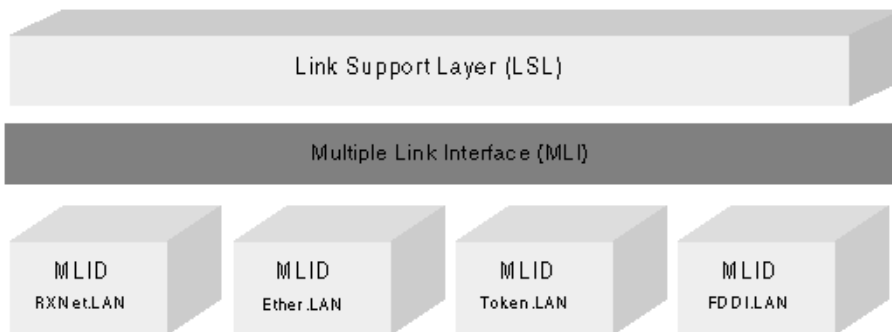 Link Support Layer (LSL)
Multiple Link Interface (MLI)
MLID
RXNet.LAN
MLID
Ether.LAN
MLID
Token.LAN
MLID
FDDI.LAN